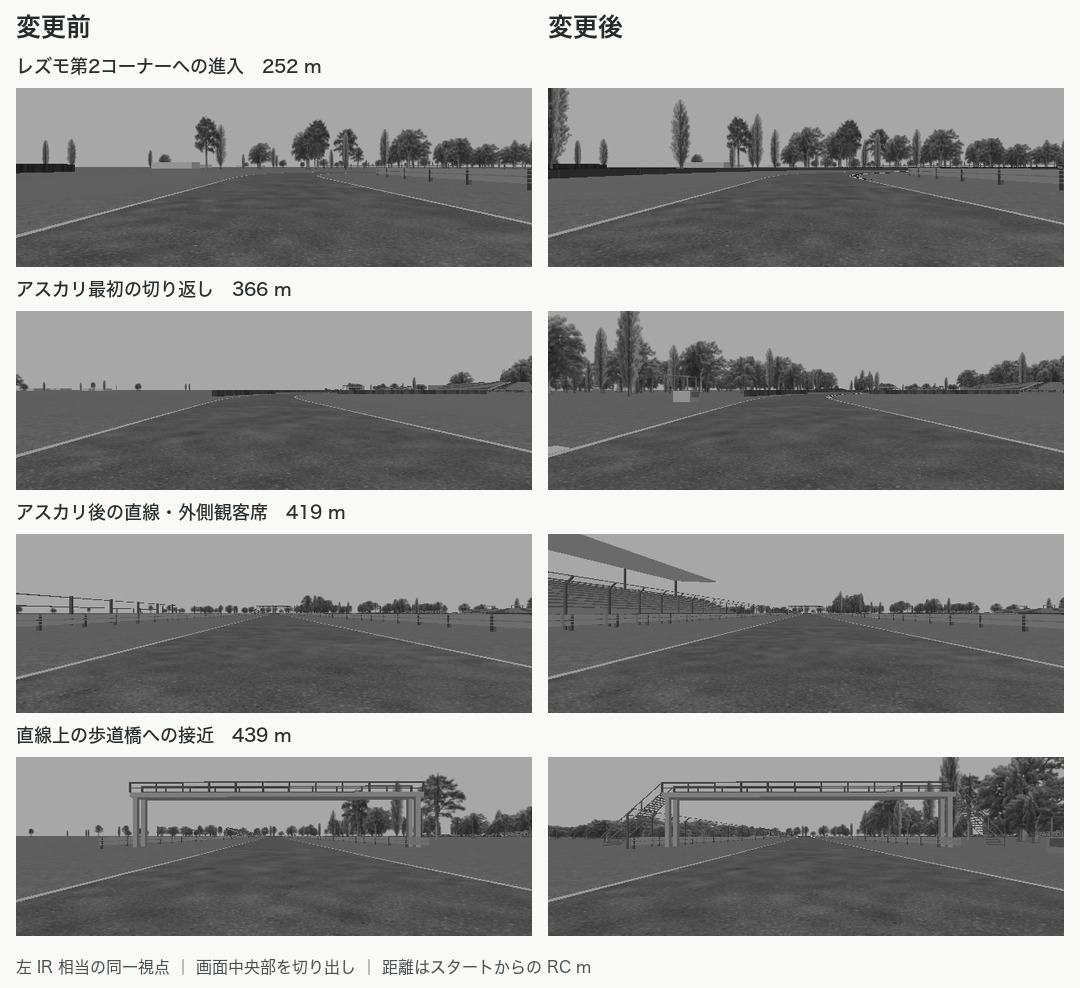 変更前
変更後
レズモ第2コーナーへの進入　252 m
アスカリ最初の切り返し　366 m
アスカリ後の直線・外側観客席　419 m
直線上の歩道橋への接近　439 m
左 IR 相当の同一視点 ｜ 画面中央部を切り出し ｜ 距離はスタートからの RC m